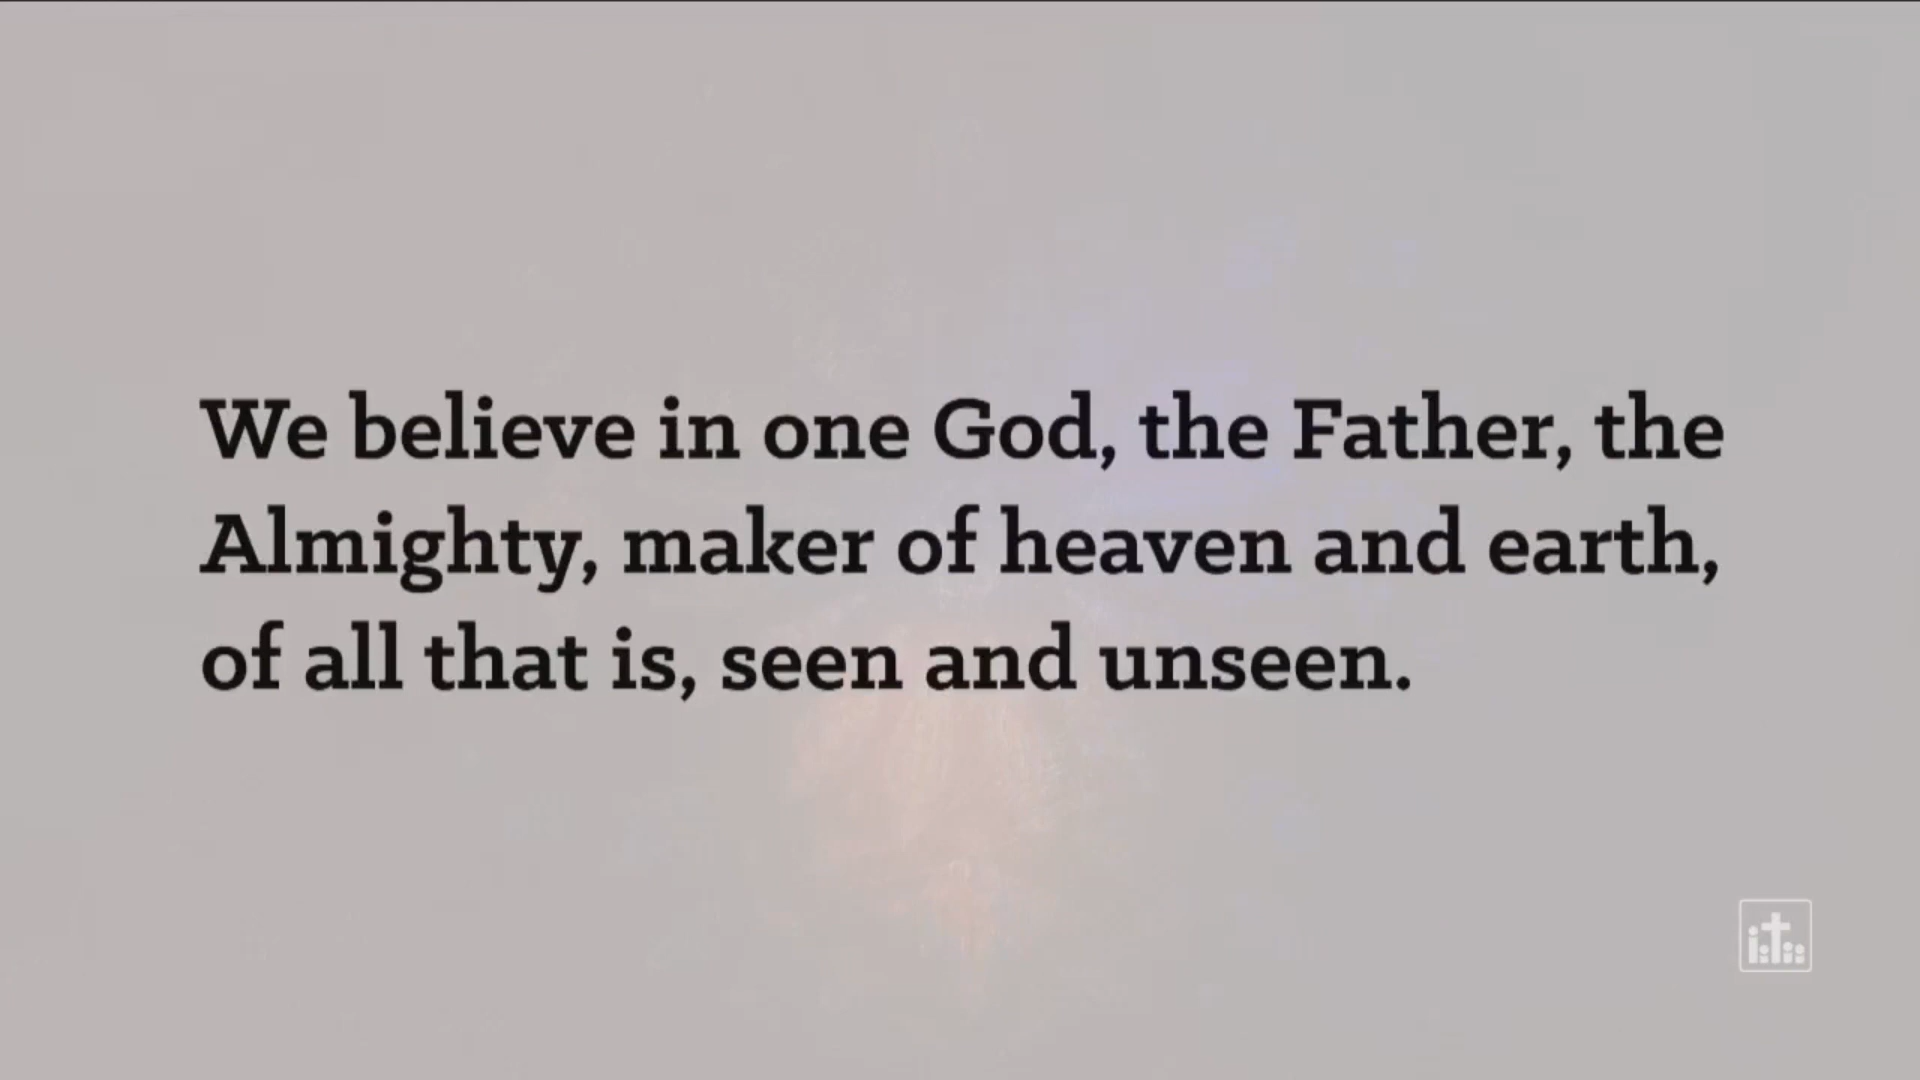 We believe in one God, the Father, the
Almighty, maker of heaven and earth,
of all that is, seen and unseen.